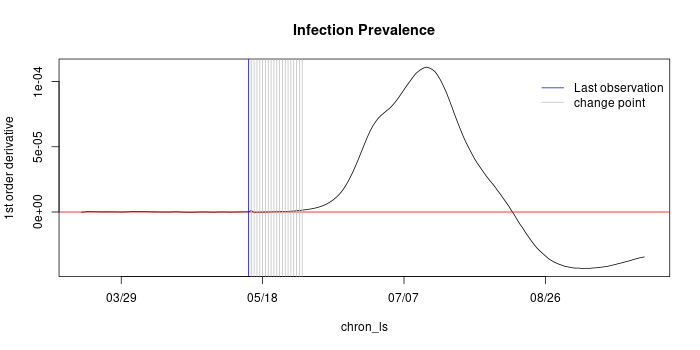 Infection Prevalence
1st order derivative
1e-04
5e-05
0e+00
Last observation
change point
03/29
05/18
07/07
08/26
chron_ls